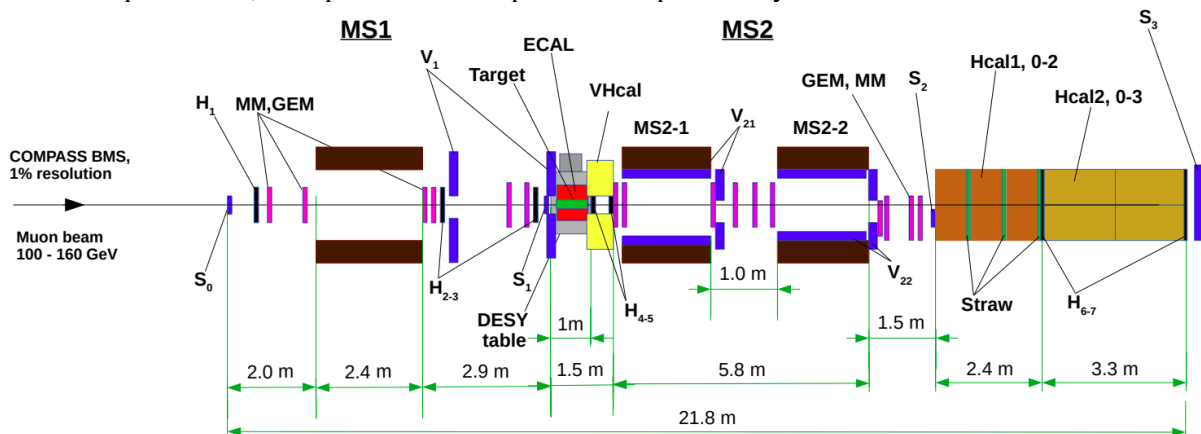 MS1
MS2
S3
ECAL
V1
Target
GEM, MM
S2
Hcal1, 0-2
Hcal2, 0-3
VHcal
H1
MM,GEM
MS2-1
V21
MS2-2
COMPASS BMS,
1% resolution
Muon beam
100 - 160 GeV
S0
H2-3
S1
H4-5
V22
Straw
H6-7
DESY
table
1m
1.0 m
1.5 m
2.0 m
2.4 m
2.9 m
1.5 m
5.8 m
2.4 m
3.3 m
21.8 m